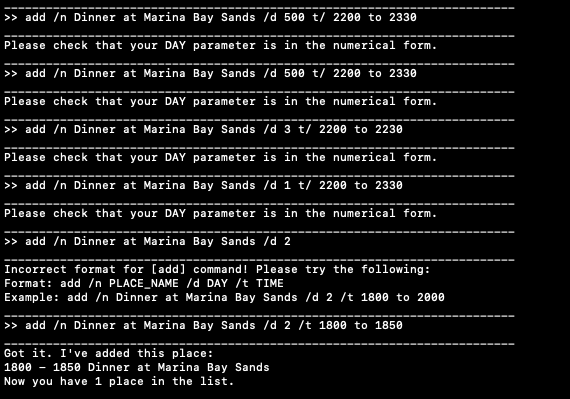 >> add /n Dinner at Marina Bay Sands /d 500 t/ 2200 to 2330
Please check that your DAY parameter is in the numerical form.
>> add /n Dinner at Marina Bay Sands /d 500 t/ 2200 to 2330
Please check that your DAY parameter is in the numerical form.
>> add /n Dinner at Marina Bay Sands /d 3 t/ 2200 to 2230
Please check that your DAY parameter is in the numerical form.
>> add /n Dinner at Marina Bay Sands /d 1 t/ 2200 to 2330
Please check that your DAY parameter is in the numerical form.
>> add /n Dinner at Marina Bay Sands /d 2
Incorrect format for [add] command! Please try the following:
Format: add /n PLACE_NAME /d DAY /t TIME
Example: add /n Dinner at Marina Bay Sands /d 2 /t 1800 to 2000
>> add /n Dinner at Marina Bay Sands /d 2 /t 1800 to 1850
Got it. I've added this place:
1800 - 1850 Dinner at Marina Bay Sands
Now you have 1 place in the list.